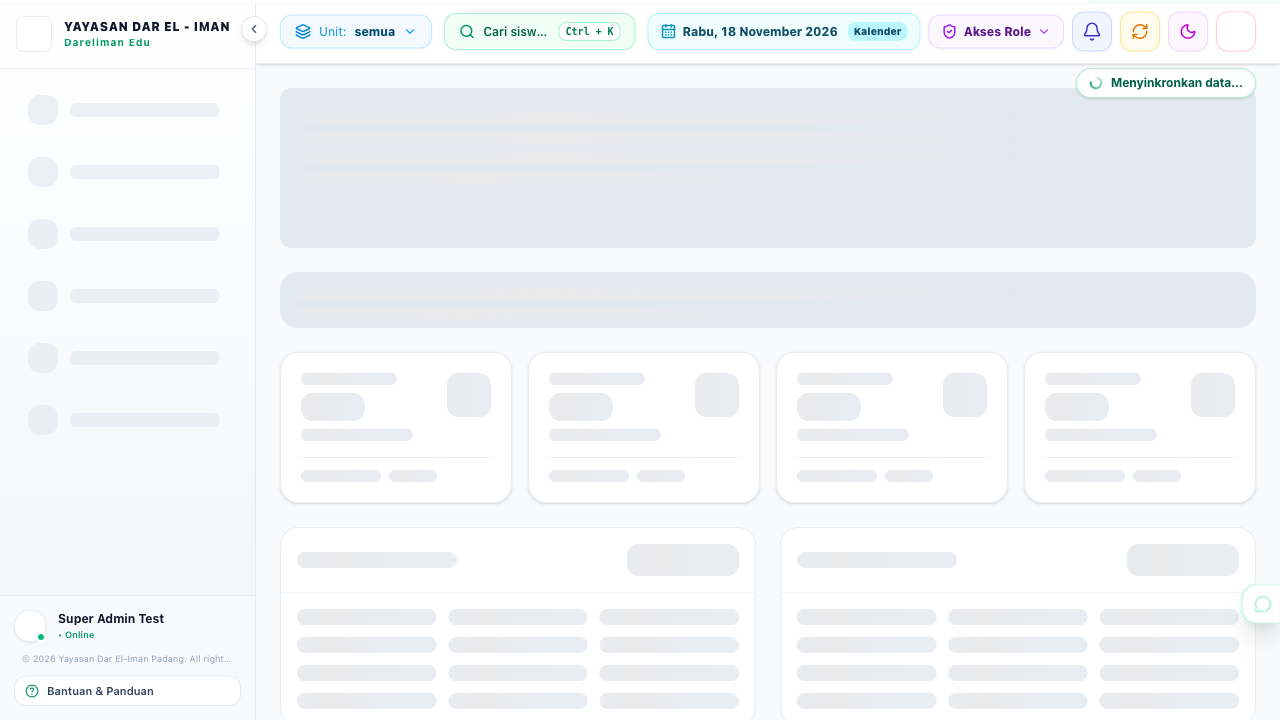 YAYASAN DAR EL - IMAN
Dareliman Edu
Unit: semua
Cari sisw...
Ctrl + K
Rabu, 18 November 2026
Kalender
Akses Role
Menyinkronkan data...
Super Admin Test
• Online
© 2026 Yayasan Dar El-Iman Padang. All right...
Bantuan & Panduan